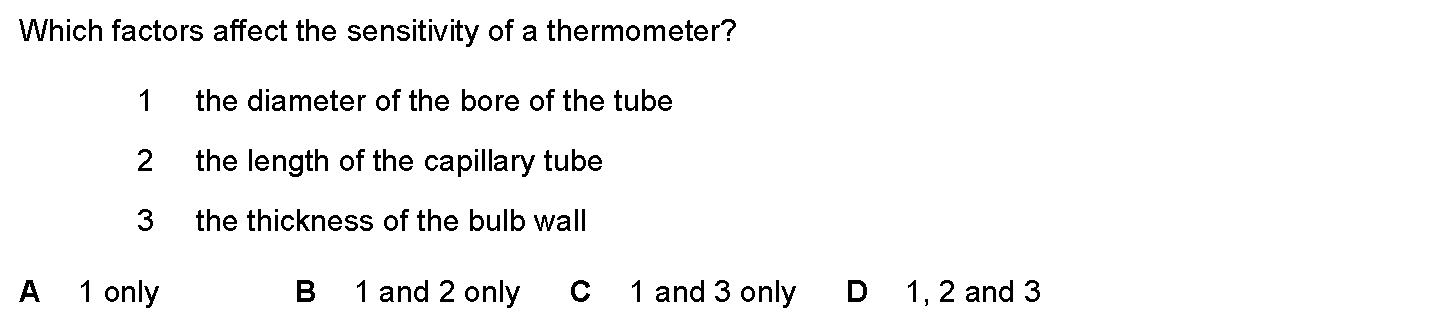 Which factors affect the sensitivity of a thermometer?
1 the diameter of the bore of the tube
2 the length of the capillary tube
3 the thickness of the bulb wall
A 1 only B 1 and 2 only C 1 and 3 only D 1, 2 and 3